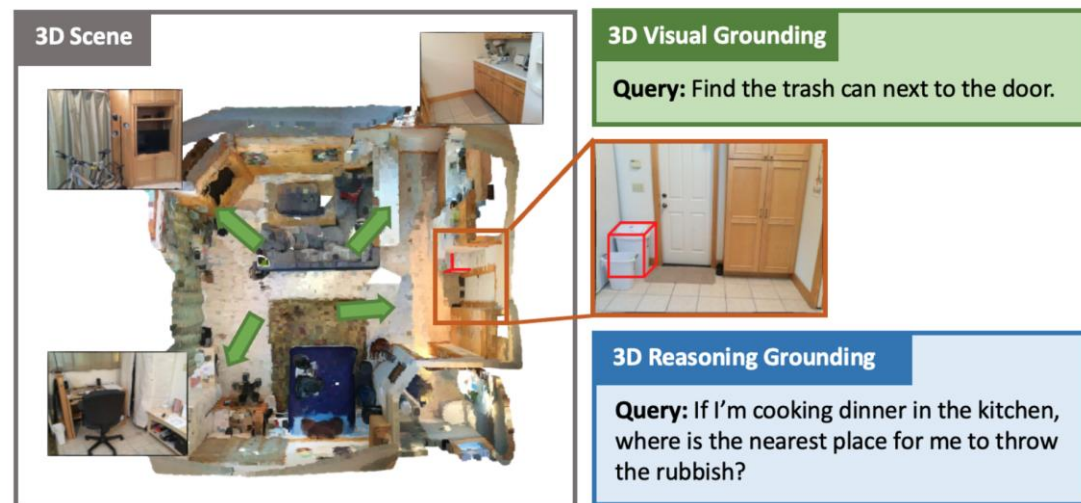 3D Scene
3D Visual Grounding
Query: Find the trash can next to the door.
3D Reasoning Grounding
Query: If I’m cooking dinner in the kitchen,
where is the nearest place for me to throw
the rubbish?